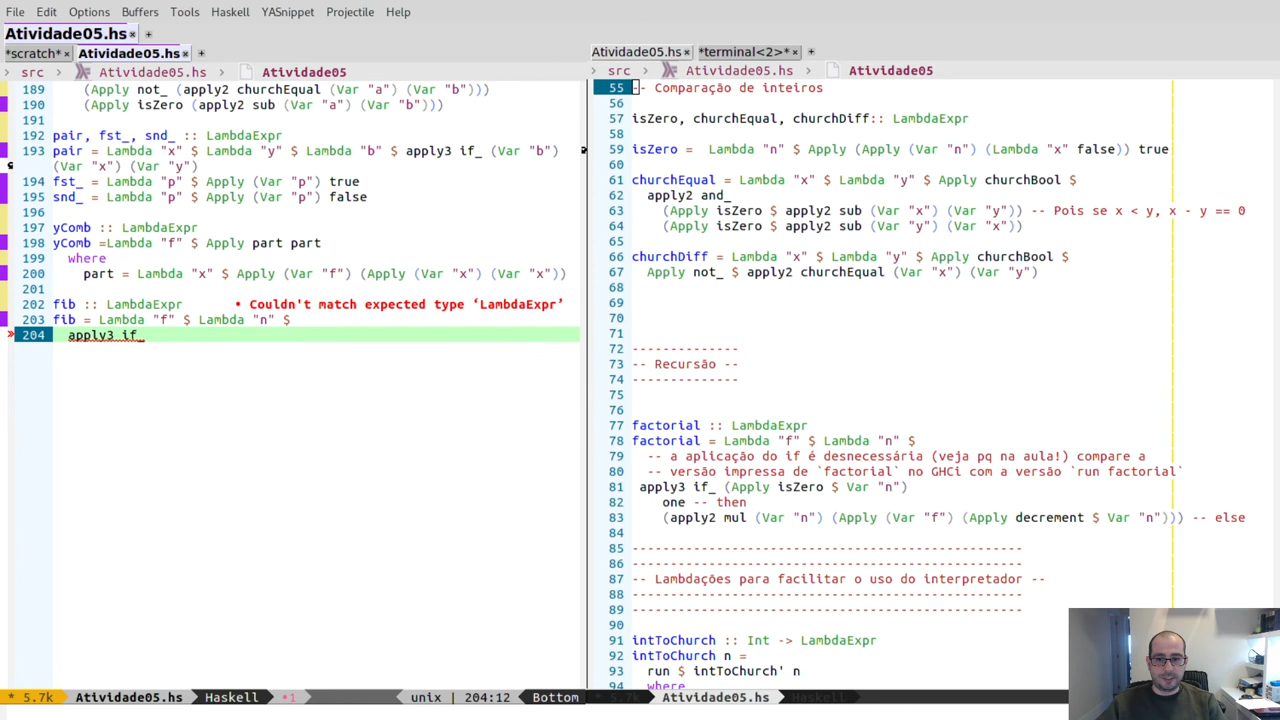 File Edit Options Buffers Tools Haskell YASnippet Projectile Help
Atividade05.hs× +
*scratch*× Atividade05.hs× +
> src > Atividade05.hs > Atividade05
189 (Apply not_ (apply2 churchEqual (Var "a") (Var "b")))
190 (Apply isZero (apply2 sub (Var "a") (Var "b")))
191
192 pair, fst_, snd_ :: LambdaExpr
193 pair = Lambda "x" $ Lambda "y" $ Lambda "b" $ apply3 if_ (Var "b")
(Var "x") (Var "y")
194 fst_ = Lambda "p" $ Apply (Var "p") true
195 snd_ = Lambda "p" $ Apply (Var "p") false
196
197 yComb :: LambdaExpr
198 yComb =Lambda "f" $ Apply part part
199 where
200 part = Lambda "x" $ Apply (Var "f") (Apply (Var "x") (Var "x"))
201
202 fib :: LambdaExpr • Couldn't match expected type ‘LambdaExpr’
203 fib = Lambda "f" $ Lambda "n" $
» 204 apply3 if_
* 5.7k Atividade05.hs Haskell •1 unix | 204:12 Bottom
Atividade05.hs× *terminal<2>*× +
> src > Atividade05.hs > Atividade05
55 -- Comparação de inteiros
56
57 isZero, churchEqual, churchDiff:: LambdaExpr
58
59 isZero = Lambda "n" $ Apply (Apply (Var "n") (Lambda "x" false)) true
60
61 churchEqual = Lambda "x" $ Lambda "y" $ Apply churchBool $
62 apply2 and_
63 (Apply isZero $ apply2 sub (Var "x") (Var "y")) -- Pois se x < y, x - y == 0
64 (Apply isZero $ apply2 sub (Var "y") (Var "x"))
65
66 churchDiff = Lambda "x" $ Lambda "y" $ Apply churchBool $
67 Apply not_ $ apply2 churchEqual (Var "x") (Var "y")
68
69
70
71
72 --------------
73 -- Recursão --
74 --------------
75
76
77 factorial :: LambdaExpr
78 factorial = Lambda "f" $ Lambda "n" $
79 -- a aplicação do if é desnecessária (veja pq na aula!) compare a
80 -- versão impressa de `factorial` no GHCi com a versão `run factorial`
81 apply3 if_ (Apply isZero $ Var "n")
82 one -- then
83 (apply2 mul (Var "n") (Apply (Var "f") (Apply decrement $ Var "n"))) -- else
84
85 ---------------------------------------------------
86 ---------------------------------------------------
87 -- Lambdações para facilitar o uso do interpretador --
88 ---------------------------------------------------
89 ---------------------------------------------------
90
91 intToChurch :: Int -> LambdaExpr
92 intToChurch n =
93 run $ intToChurch' n
94 where
* 5.7k Atividade05.hs Haskell